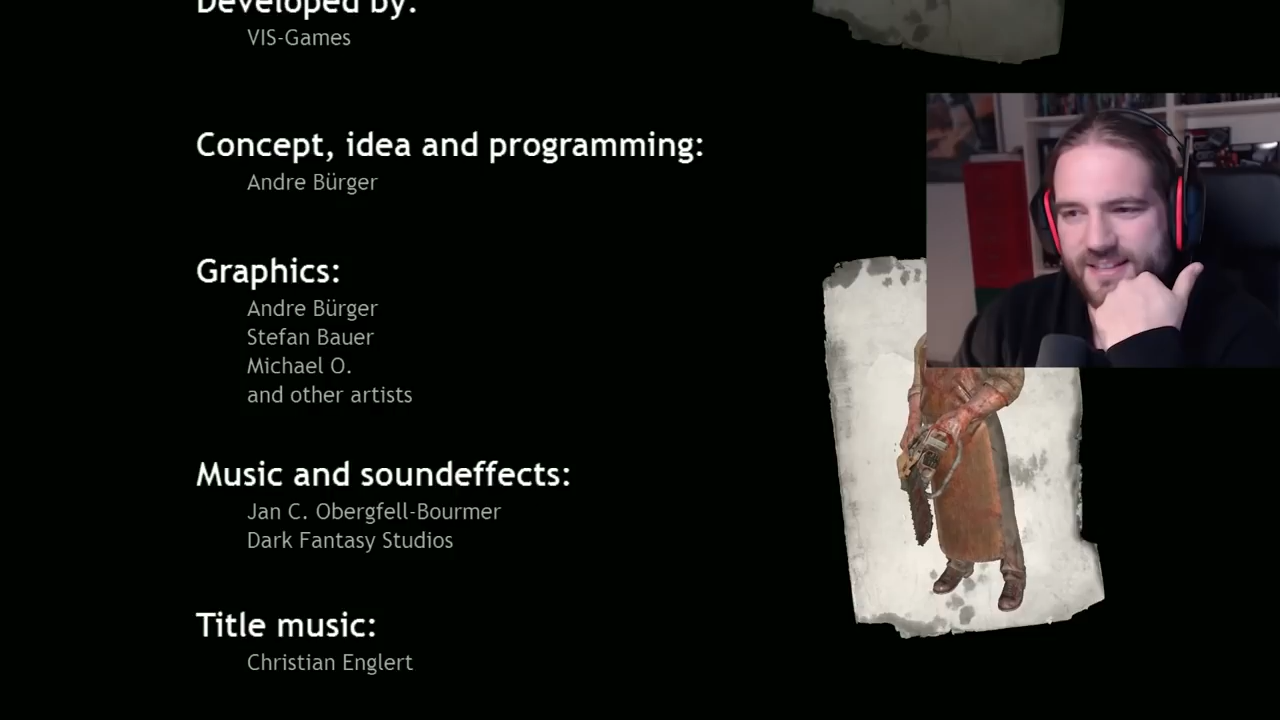 Developed by:
VIS-Games
Concept, idea and programming:
Andre Bürger
Graphics:
Andre Bürger
Stefan Bauer
Michael O.
and other artists
Music and soundeffects:
Jan C. Obergfell-Bourmer
Dark Fantasy Studios
Title music:
Christian Englert